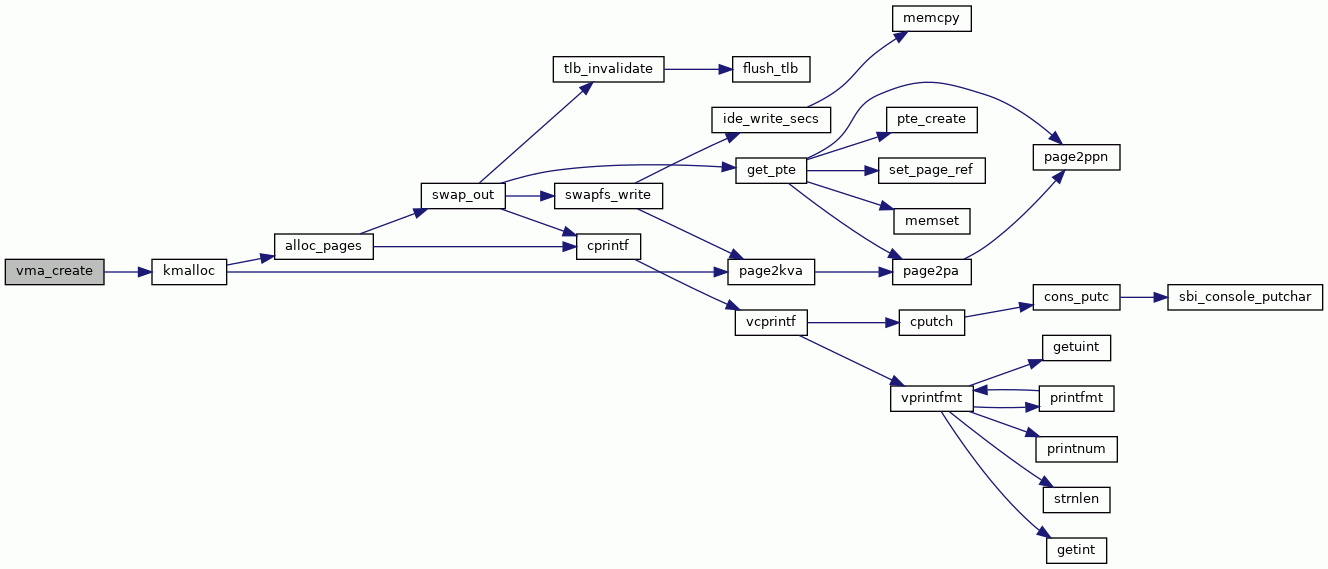 memcpy
tlb_invalidate
flush_tlb
ide_write_secs
pte_create
page2ppn
get_pte
set_page_ref
swap_out
swapfs_write
memset
alloc_pages
cprintf
vma_create
kmalloc
page2kva
page2pa
cons_putc
sbi_console_putchar
vcprintf
cputch
getuint
vprintfmt
printfmt
printnum
strnlen
getint